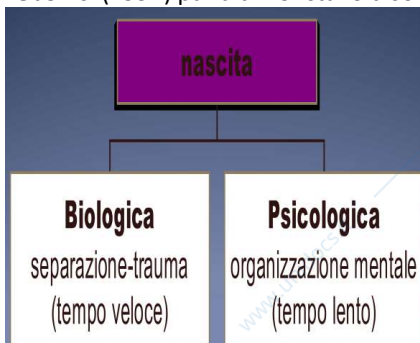 nascita
Biologica
separazione-trauma
(tempo veloce)
Psicologica
organizzazione mentale
(tempo lento)